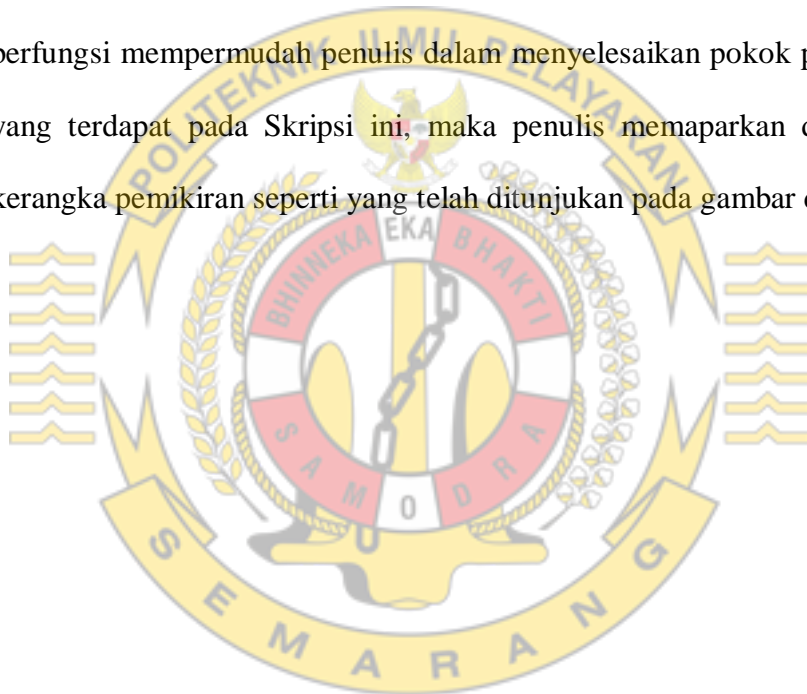 berfungsi mempermudah penulis dalam menyelesaikan pokok
yang terdapat pada Skripsi ini, maka penulis memaparkan
kerangka pemikiran seperti yang telah ditunjukan pada gambar
POLITEKNIK ILMU PELAYARAN
BHINNEKA EKA BHAKTI
SAMODRA
SEMARANG